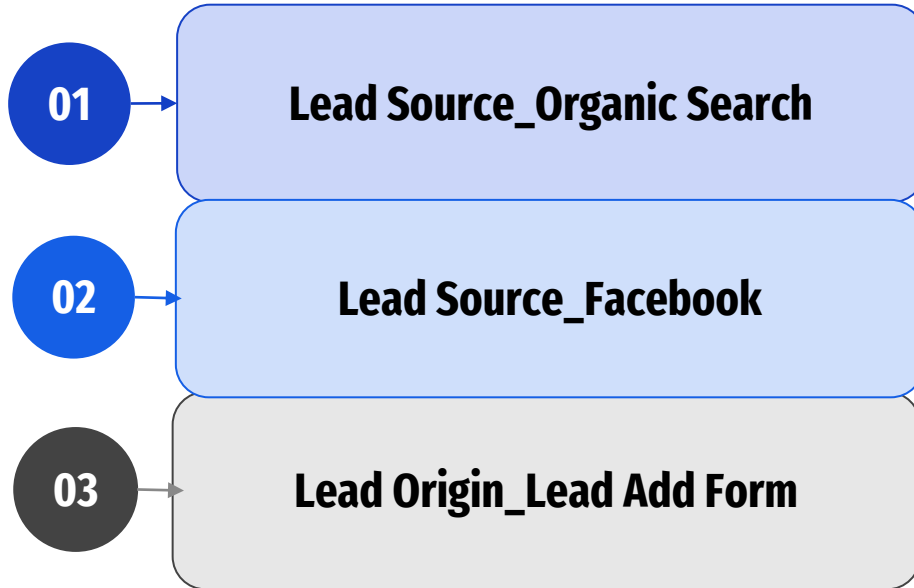 01
Lead Source_Organic Search
02
Lead Source_Facebook
03
Lead Origin_Lead Add Form